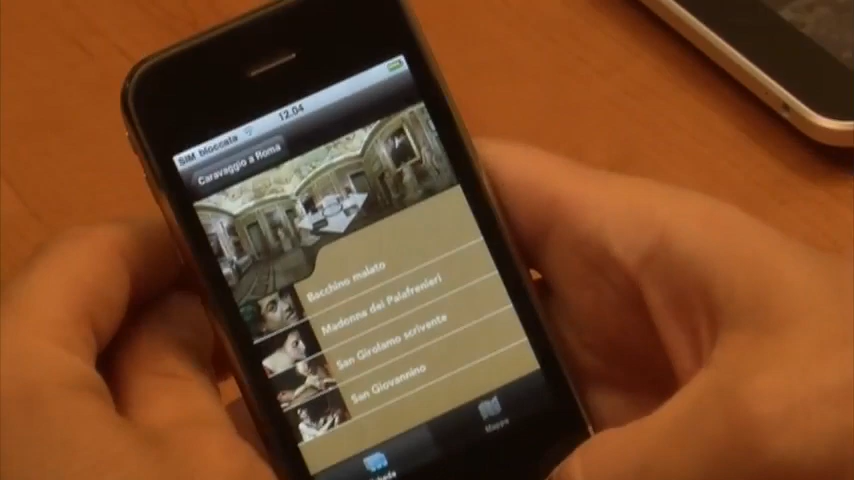 SIM bloccata 12.04
Caravaggio a Roma
Bacchino malato
Madonna dei Palafrenieri
San Girolamo scrivente
San Giovannino
Mappa